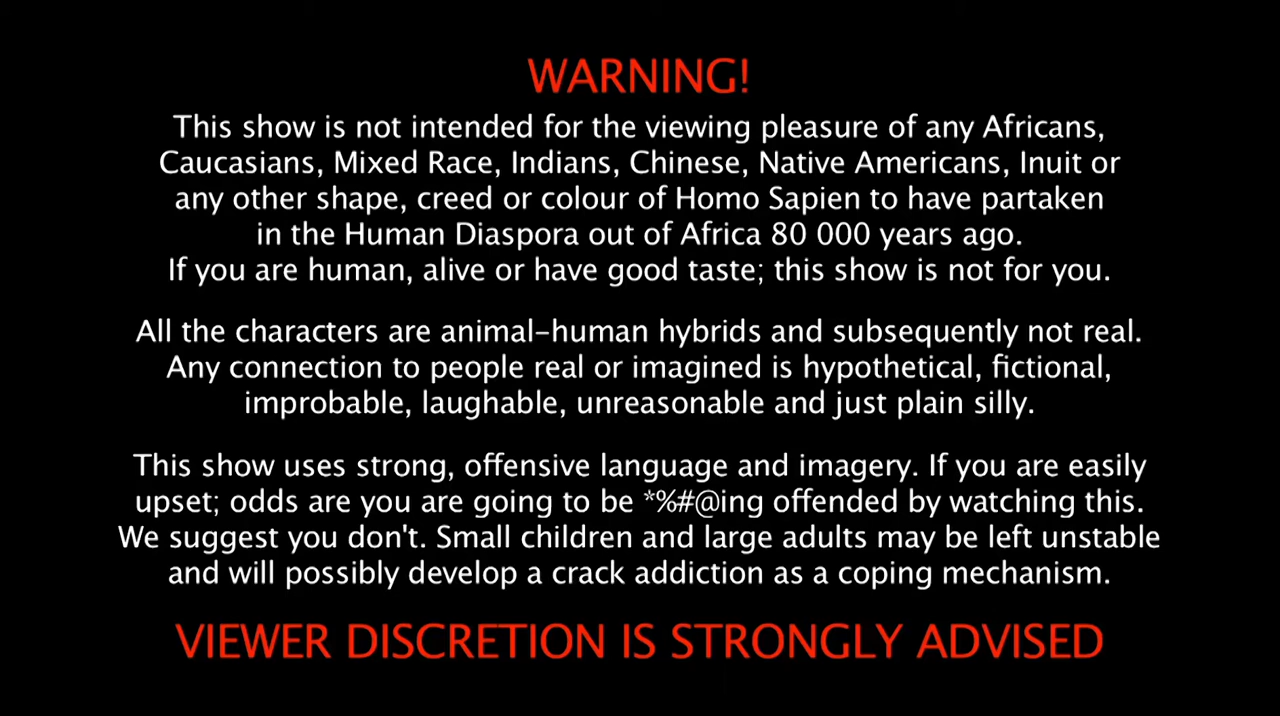 WARNING!
This show is not intended for the viewing pleasure of any Africans,
Caucasians, Mixed Race, Indians, Chinese, Native Americans, Inuit or
any other shape, creed or colour of Homo Sapien to have partaken
in the Human Diaspora out of Africa 80 000 years ago.
If you are human, alive or have good taste; this show is not for you.
All the characters are animal-human hybrids and subsequently not real.
Any connection to people real or imagined is hypothetical, fictional,
improbable, laughable, unreasonable and just plain silly.
This show uses strong, offensive language and imagery. If you are easily
upset; odds are you are going to be *%#@ing offended by watching this.
We suggest you don't. Small children and large adults may be left unstable
and will possibly develop a crack addiction as a coping mechanism.
VIEWER DISCRETION IS STRONGLY ADVISED